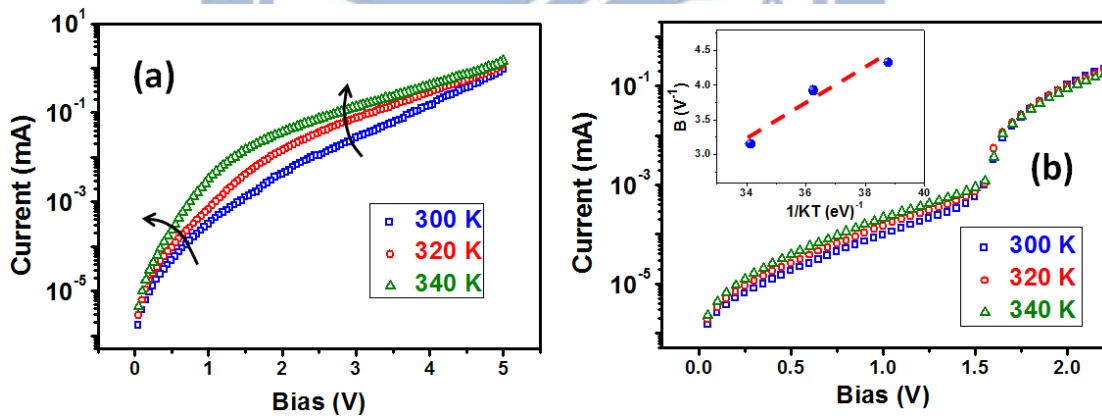 (a)
Current (mA)
10¹
10⁻¹
10⁻³
10⁻⁵
0 1 2 3 4 5
Bias (V)
300 K
320 K
340 K
(b)
Current (mA)
10⁻¹
10⁻³
10⁻⁵
0.0 0.5 1.0 1.5 2.0
Bias (V)
300 K
320 K
340 K
B (V⁻¹)
4.5
4.0
3.5
3.0
34 36 38 40
1/KT (eV)⁻¹